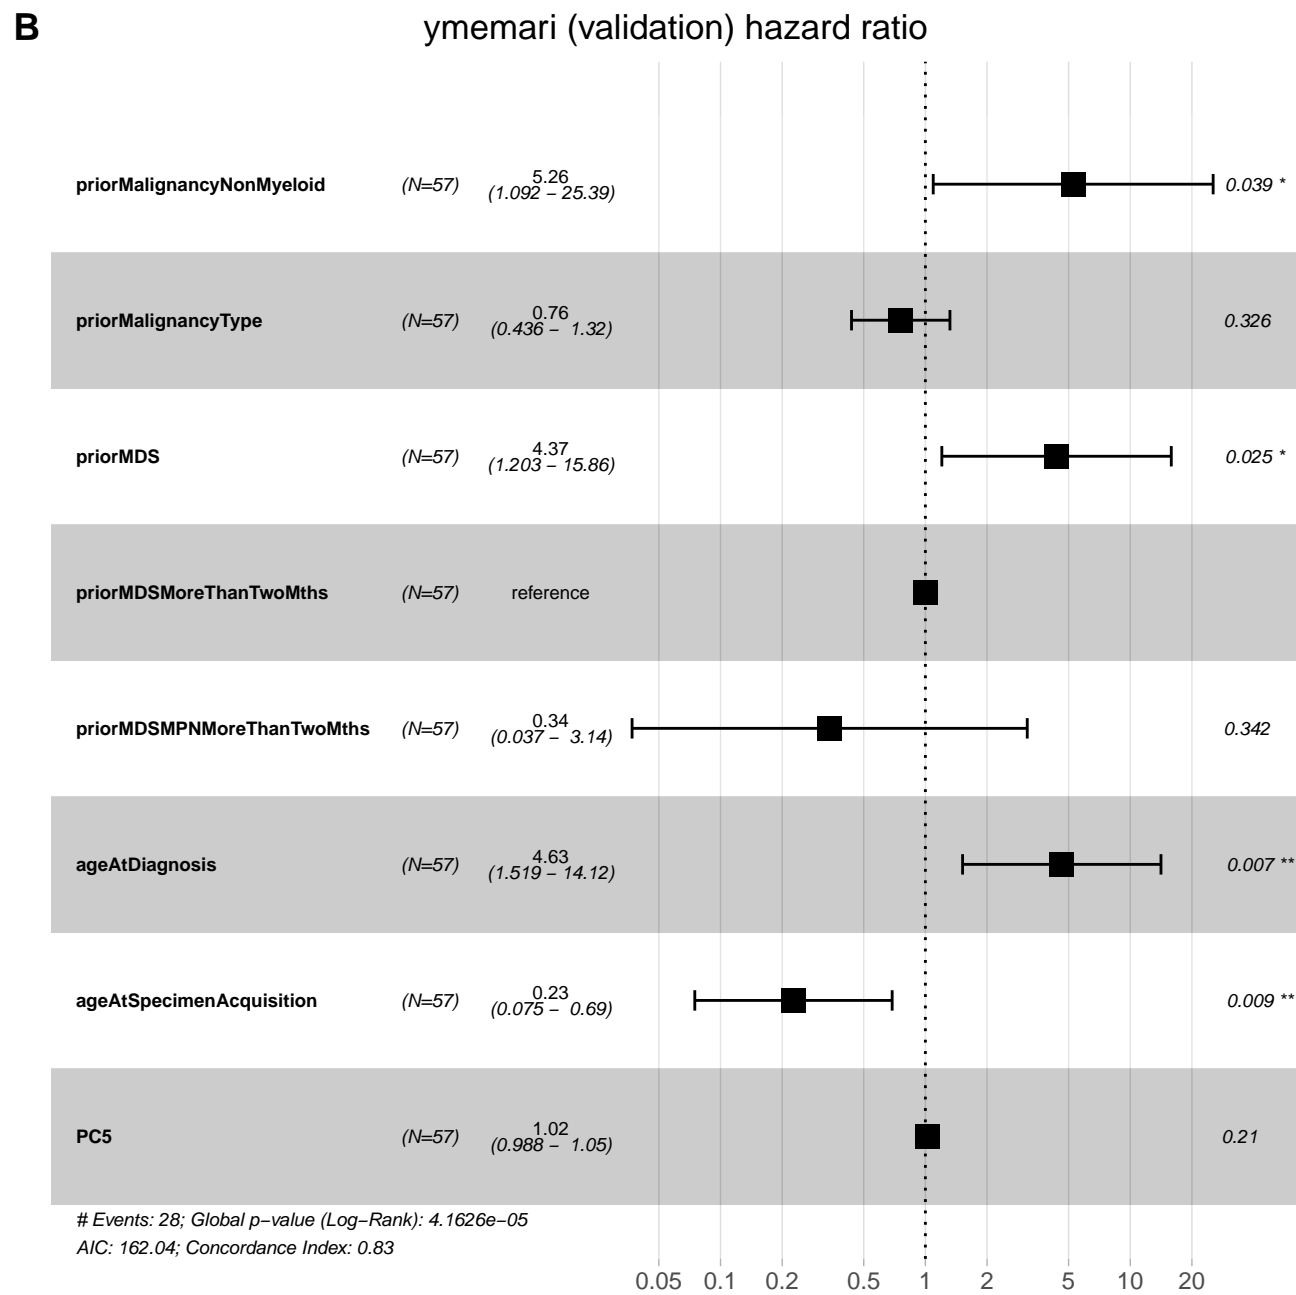 B
ymemari (validation) hazard ratio
priorMalignancyNonMyeloid (N=57) 5.26 0.039 *
(1.092 − 25.39)
priorMalignancyType (N=57) 0.76 0.326
(0.436 − 1.32)
priorMDS (N=57) 4.37 0.025 *
(1.203 − 15.86)
priorMDSMoreThanTwoMths (N=57) reference
priorMDSMPNMoreThanTwoMths (N=57) 0.34 0.342
(0.037 − 3.14)
ageAtDiagnosis (N=57) 4.63 0.007 **
(1.519 − 14.12)
ageAtSpecimenAcquisition (N=57) 0.23 0.009 **
(0.075 − 0.69)
PC5 (N=57) 1.02 0.21
(0.988 − 1.05)
# Events: 28; Global p−value (Log−Rank): 4.1626e−05
AIC: 162.04; Concordance Index: 0.83
0.05 0.1 0.2 0.5 1 2 5 10 20